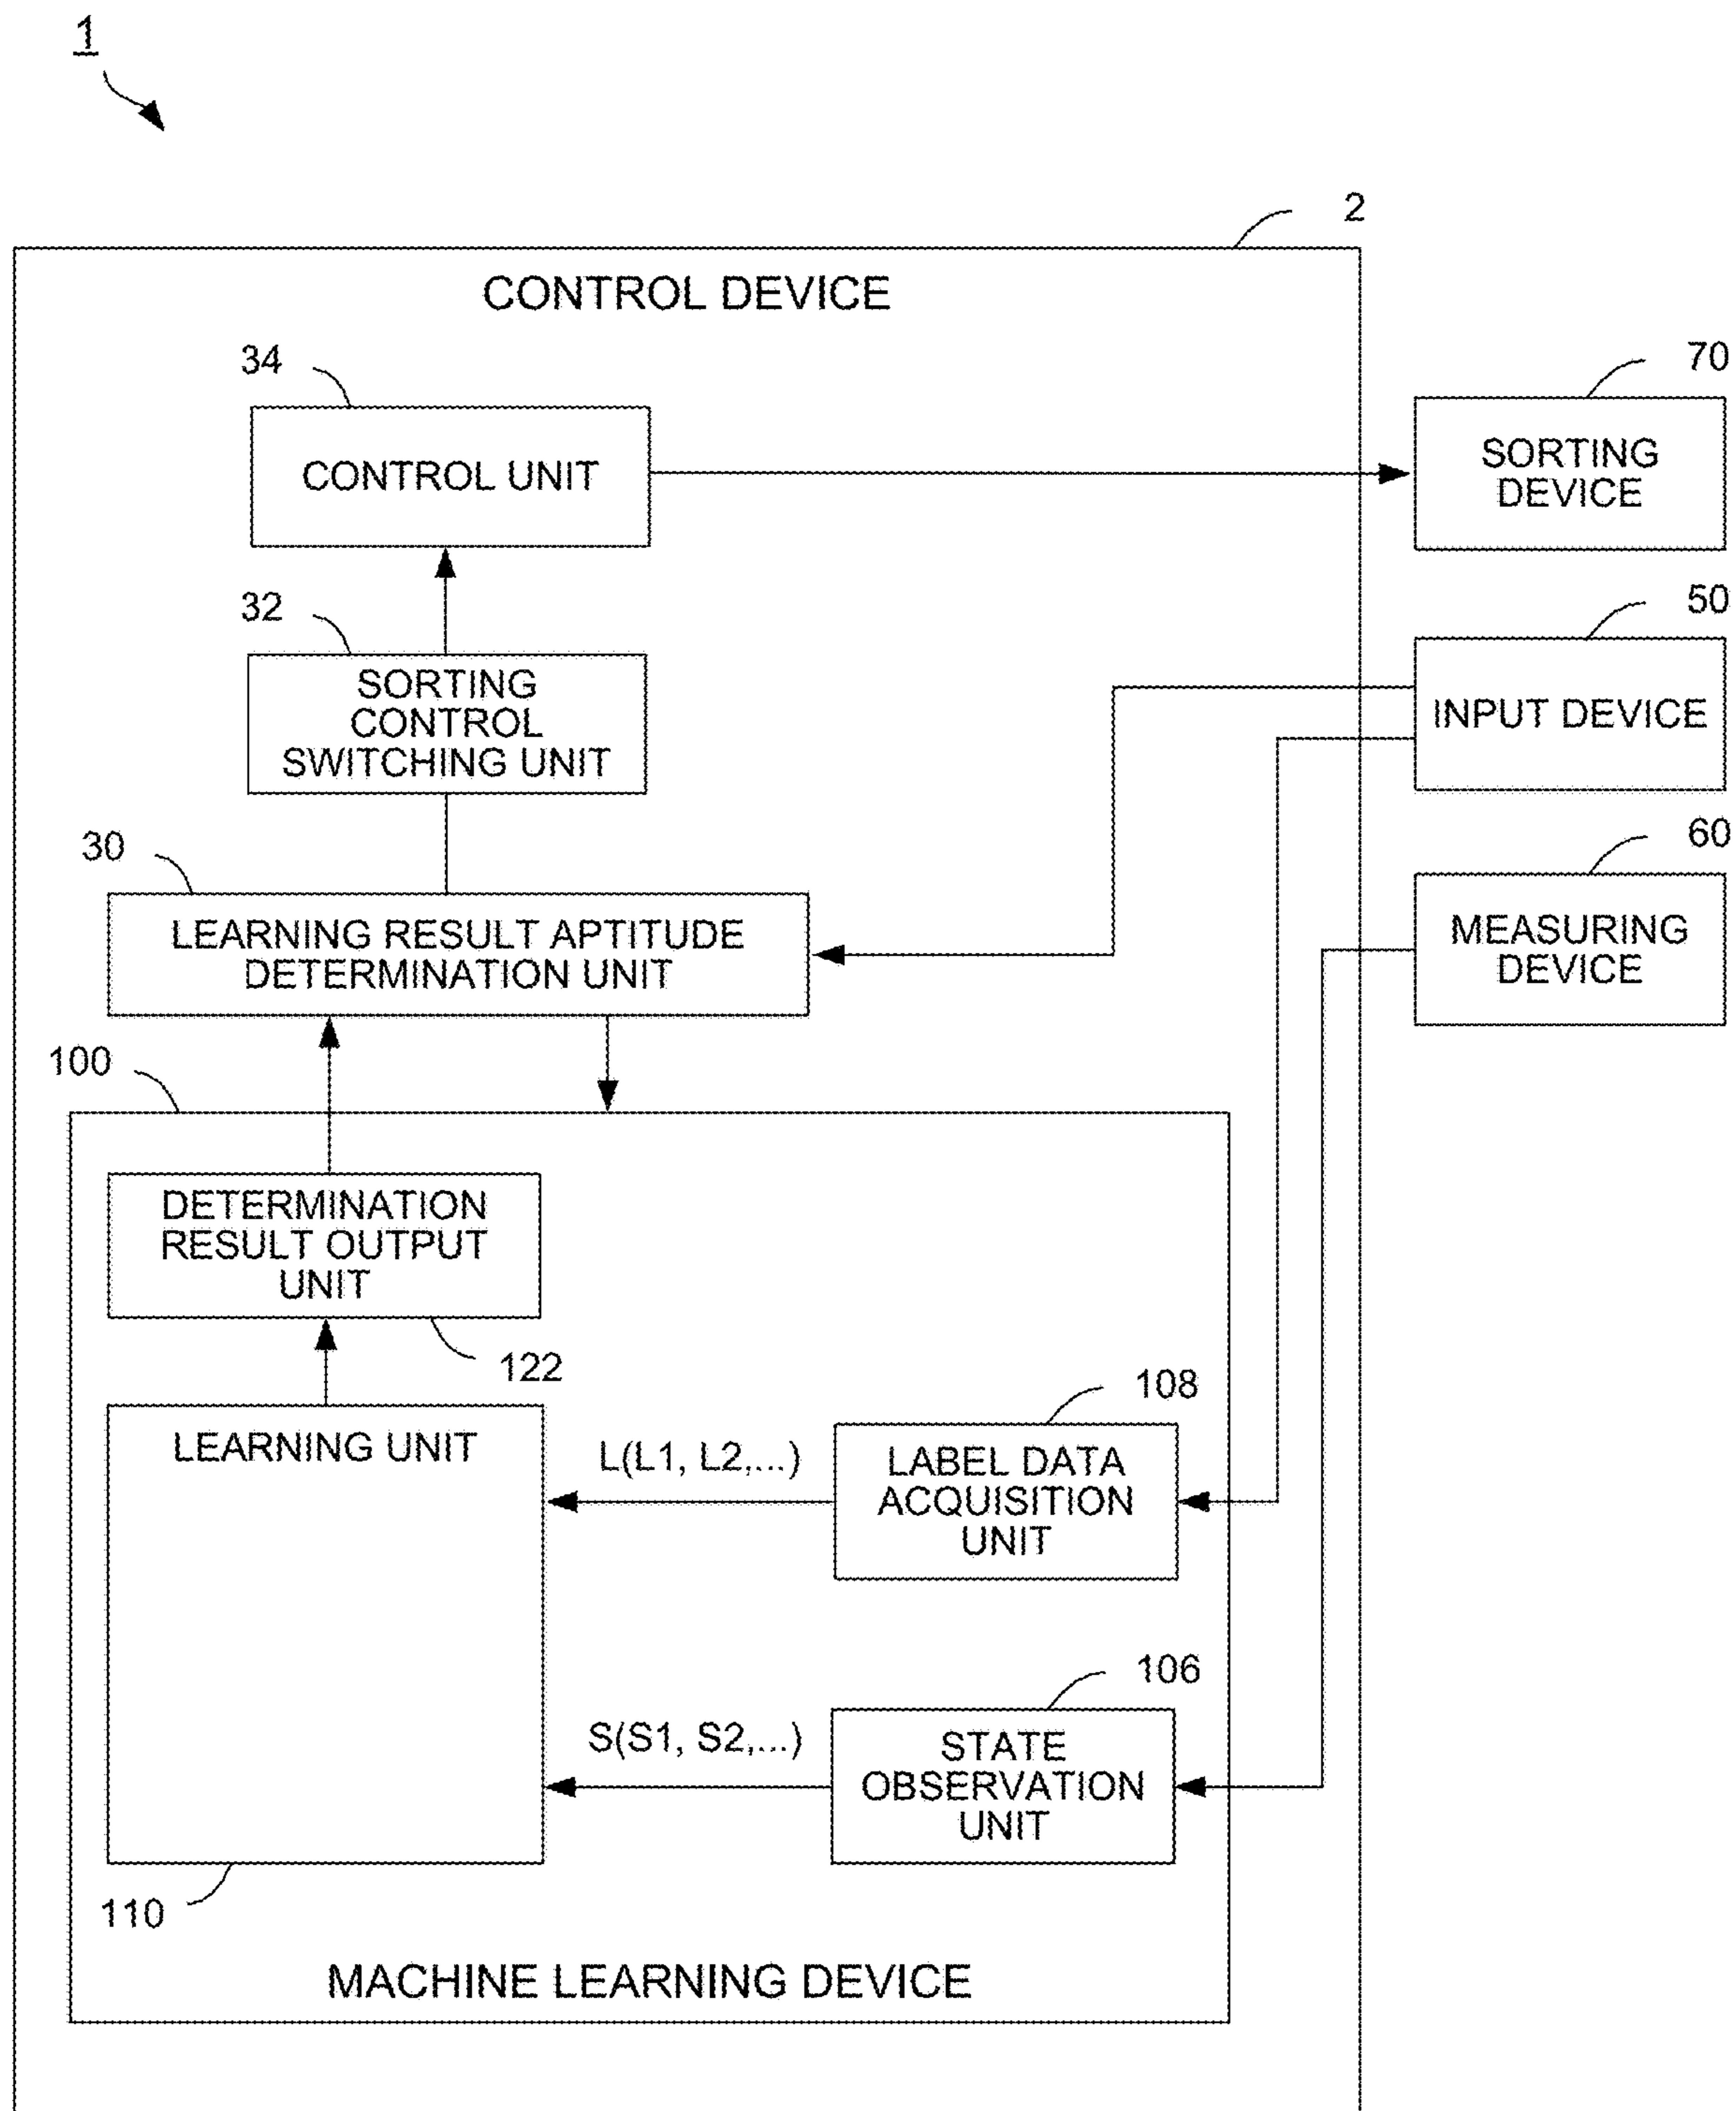 1
2
CONTROL DEVICE
34
CONTROL UNIT
70
SORTING
DEVICE
32
SORTING
CONTROL
SWITCHING UNIT
50
INPUT DEVICE
30
LEARNING RESULT APTITUDE
DETERMINATION UNIT
60
MEASURING
DEVICE
100
DETERMINATION
RESULT OUTPUT
UNIT
122
LEARNING UNIT
L(L1, L2,...)
108
LABEL DATA
ACQUISITION
UNIT
S(S1, S2,...)
106
STATE
OBSERVATION
UNIT
110
MACHINE LEARNING DEVICE